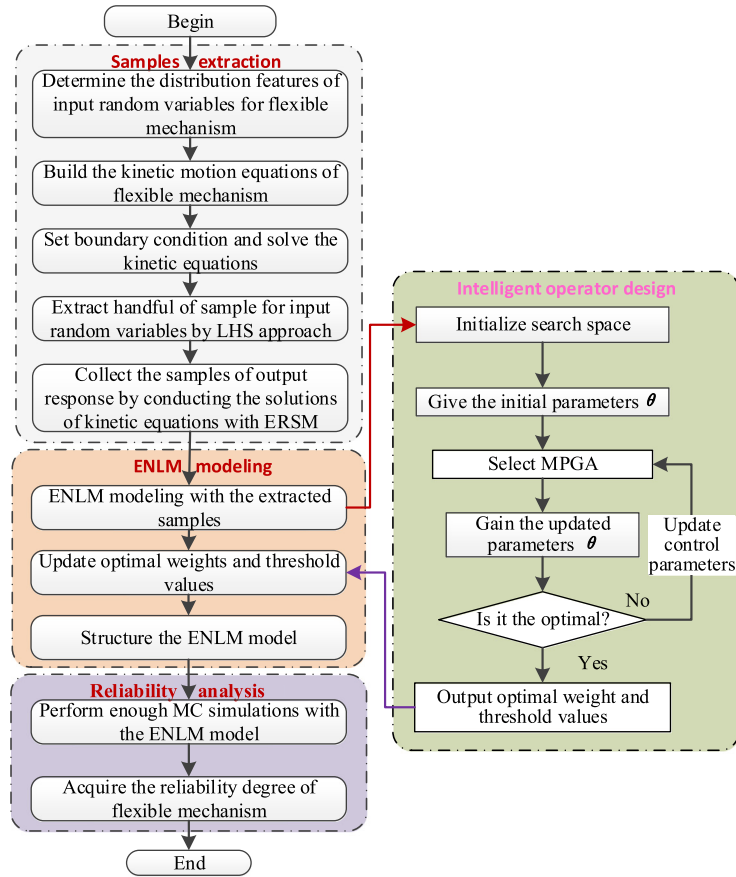 Begin
Samples extraction
Determine the distribution features of
input random variables for flexible
mechanism
Build the kinetic motion equations of
flexible mechanism
Set boundary condition and solve the
kinetic equations
Extract handful of sample for input
random variables by LHS approach
Collect the samples of output
response by conducting the solutions
of kinetic equations with ERSM
ENLM modeling
ENLM modeling with the extracted
samples
Update optimal weights and threshold
values
Structure the ENLM model
Reliability analysis
Perform enough MC simulations with
the ENLM model
Acquire the reliability degree of
flexible mechanism
End
Intelligent operator design
Initialize search space
Give the initial parameters θ
Select MPGA
Gain the updated
parameters θ
Update
control
parameters
Is it the optimal?
No
Yes
Output optimal weight and
threshold values